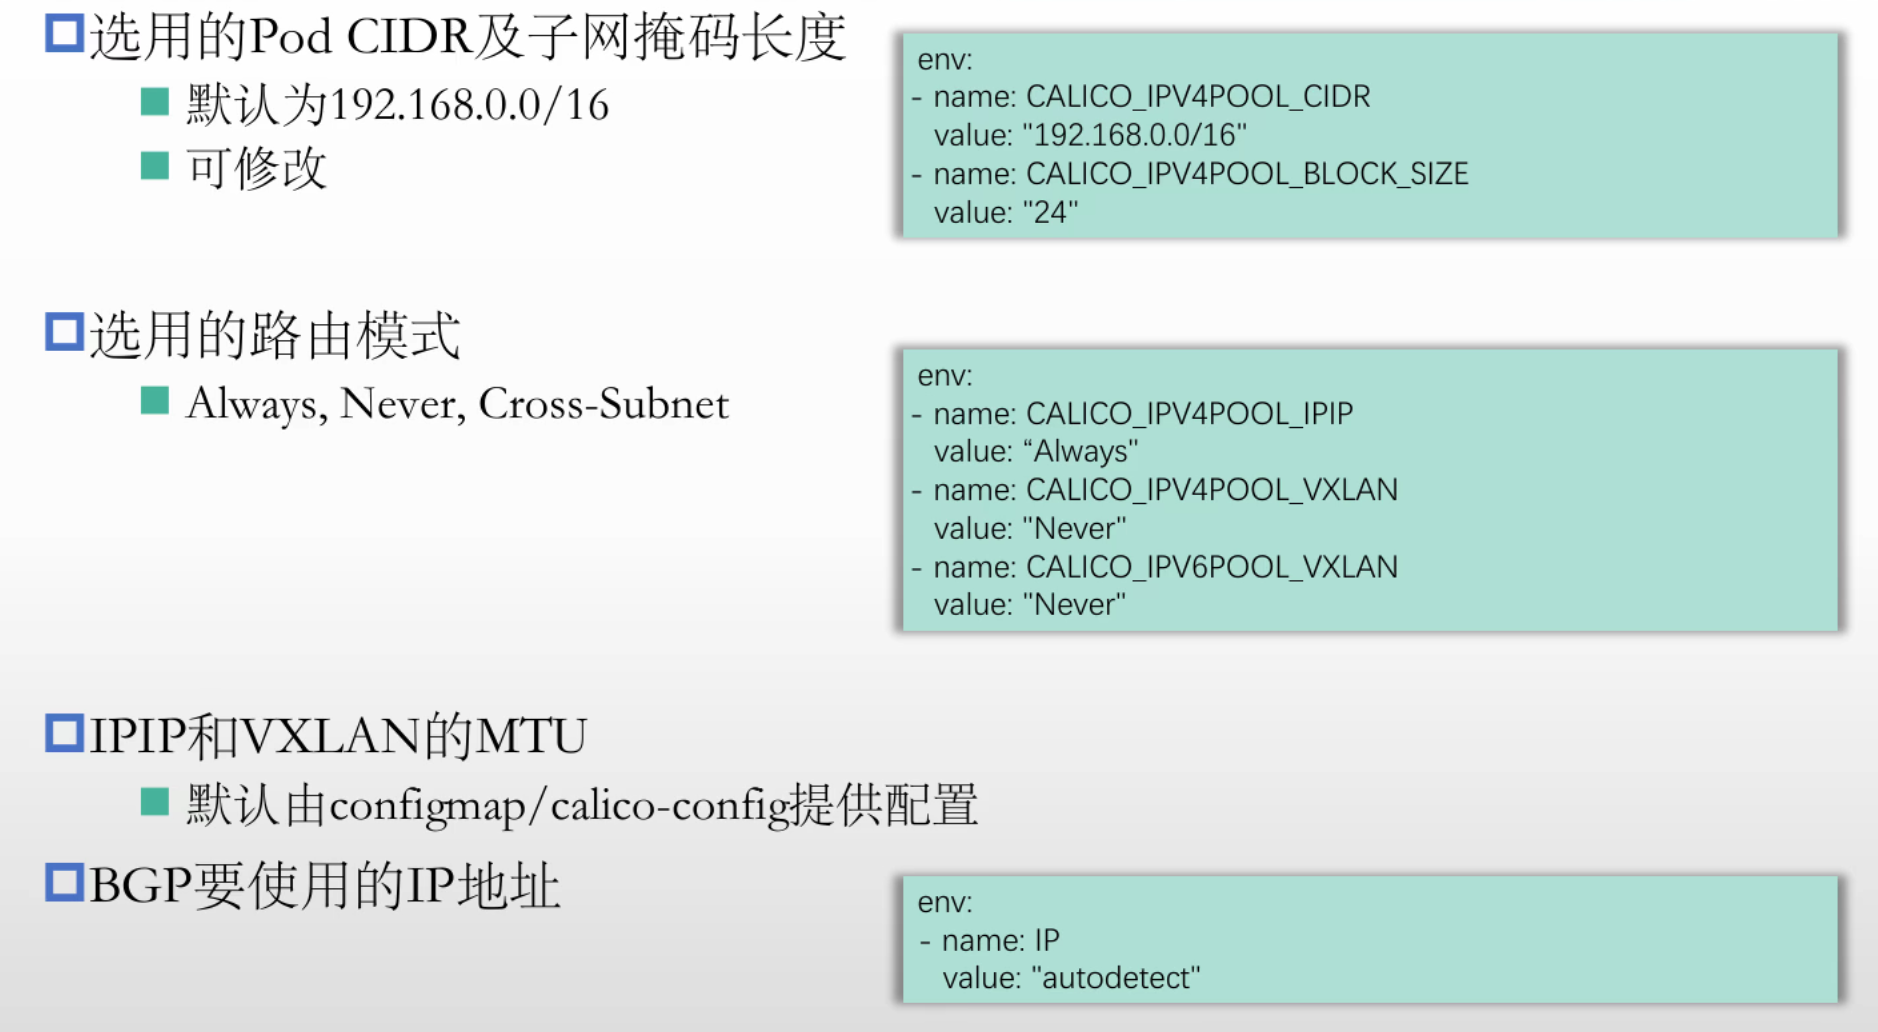 选用的Pod CIDR及子网掩码长度
默认为192.168.0.0/16
可修改
env:
- name: CALICO_IPV4POOL_CIDR
value: "192.168.0.0/16"
- name: CALICO_IPV4POOL_BLOCK_SIZE
value: "24"
选用的路由模式
Always, Never, Cross-Subnet
env:
- name: CALICO_IPV4POOL_IPIP
value: “Always"
- name: CALICO_IPV4POOL_VXLAN
value: "Never"
- name: CALICO_IPV6POOL_VXLAN
value: "Never"
IPIP和VXLAN的MTU
默认由configmap/calico-config提供配置
BGP要使用的IP地址
env:
- name: IP
value: "autodetect"